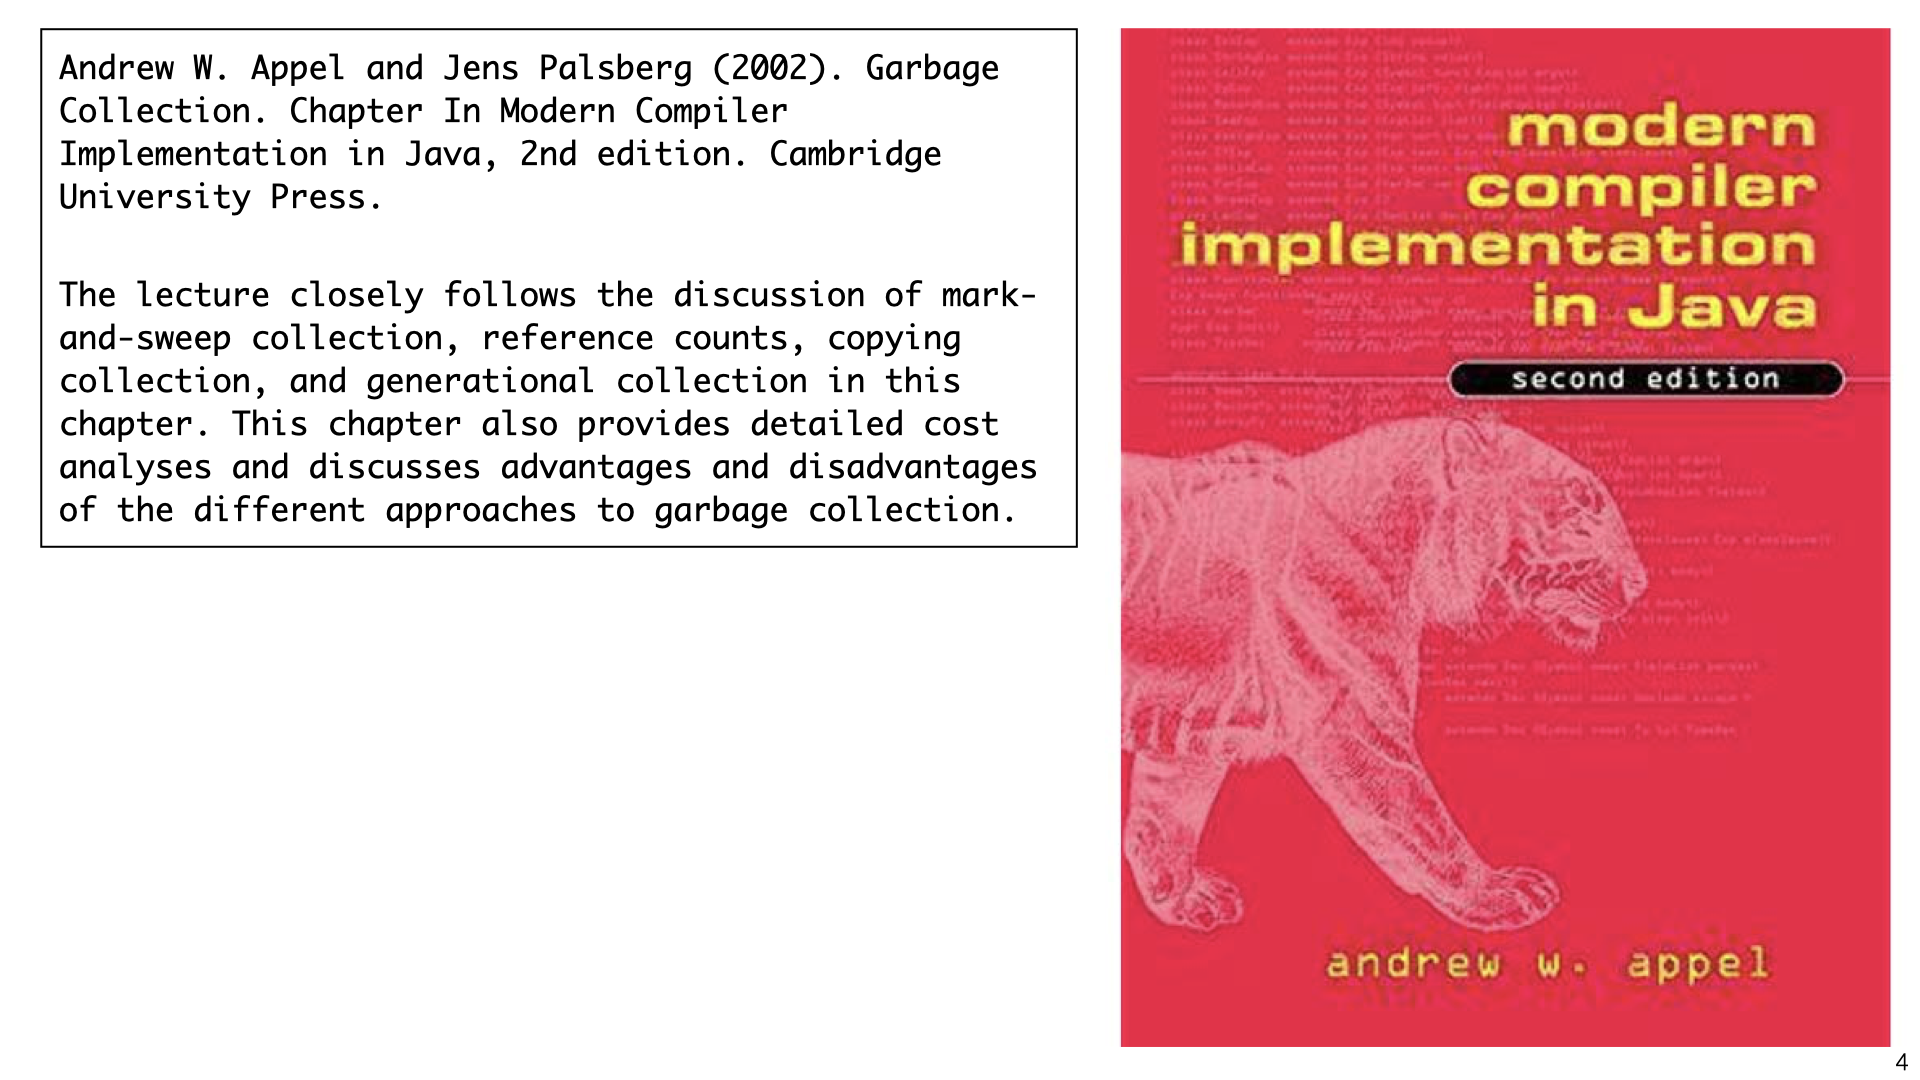 Andrew W. Appel and Jens Palsberg (2002). Garbage
Collection. Chapter In Modern Compiler
Implementation in Java, 2nd edition. Cambridge
University Press.
The lecture closely follows the discussion of mark-
and-sweep collection, reference counts, copying
collection, and generational collection in this
chapter. This chapter also provides detailed cost
analyses and discusses advantages and disadvantages
of the different approaches to garbage collection.
modern
compiler
implementation
in Java
second edition
andrew w. appel
4